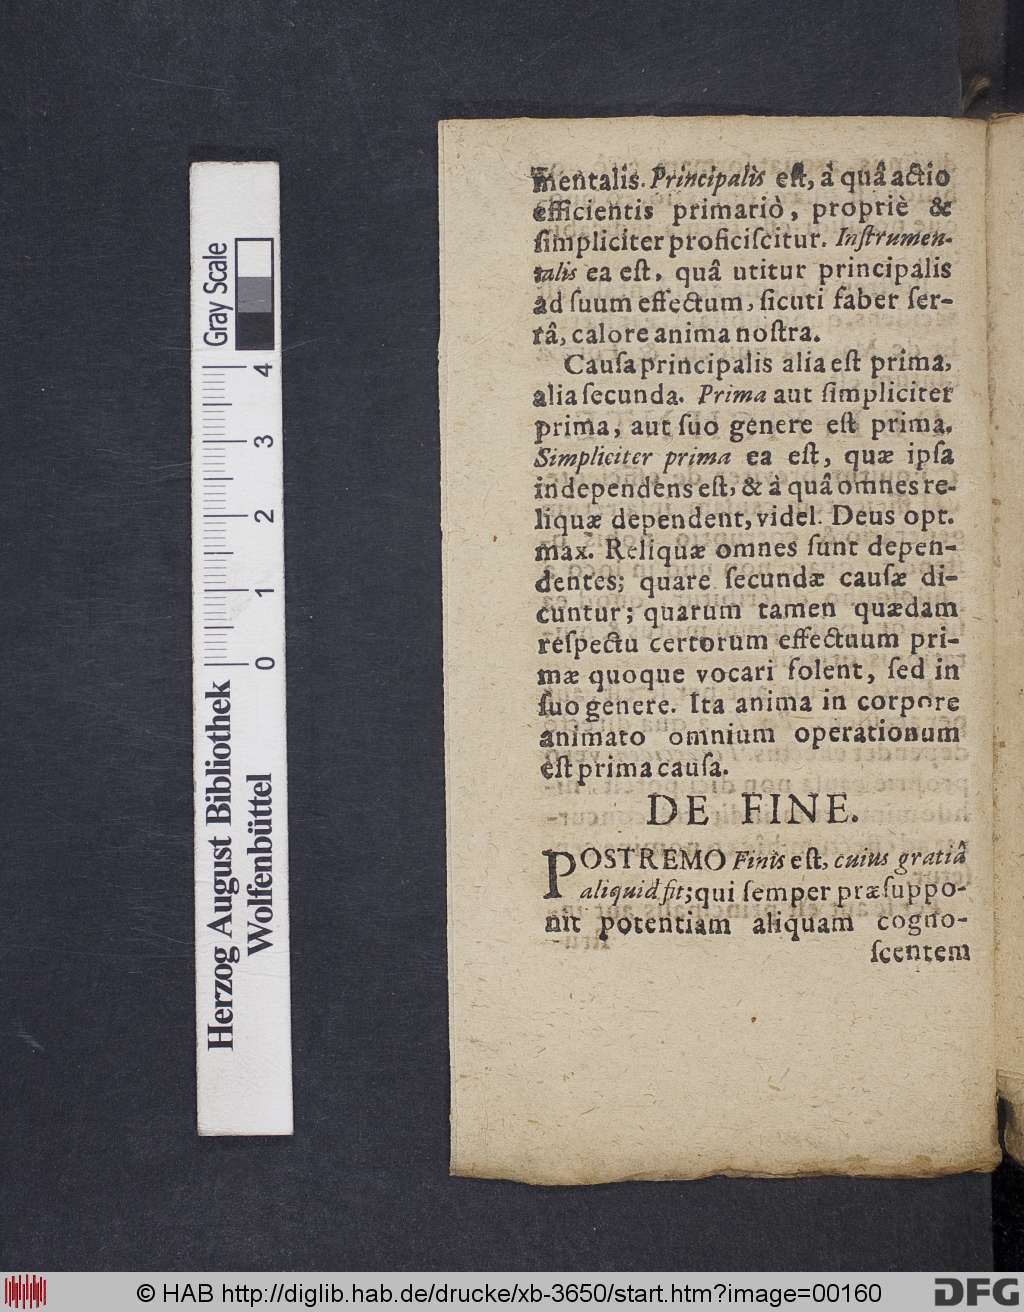 mentalis. Principalis est, à quâ actio
efficientis primariò, propriè &
ſimpliciter proficiſcitur. Inſtrumen-
talis ea eſt, quâ utitur principalis
ad ſuum effectum, ſicuti faber ſer-
râ, calore anima noſtra.
Cauſa principalis alia eſt prima,
alia ſecunda. Prima aut ſimpliciter
prima, aut ſuo genere eſt prima.
Simpliciter prima ea eſt, quæ ipſa
independens eſt, & à quâ omnes re-
liquæ dependent, videl. Deus opt.
max. Reliquæ omnes ſunt depen-
dentes; quare ſecundæ cauſæ di-
cuntur; quarum tamen quædam
reſpectu certorum effectuum pri-
mæ quoque vocari ſolent, ſed in
ſuo genere. Ita anima in corpore
animato omnium operationum
eſt prima cauſa.
DE FINE.
POSTREMO Finis eſt, cuius gratiâ
aliquid fit; qui ſemper præſuppo-
nit potentiam aliquam cogno-
ſcentem
Gray Scale
4
3
2
1
0
Herzog August Bibliothek
Wolfenbüttel
© HAB http://diglib.hab.de/drucke/xb-3650/start.htm?image=00160
DFG